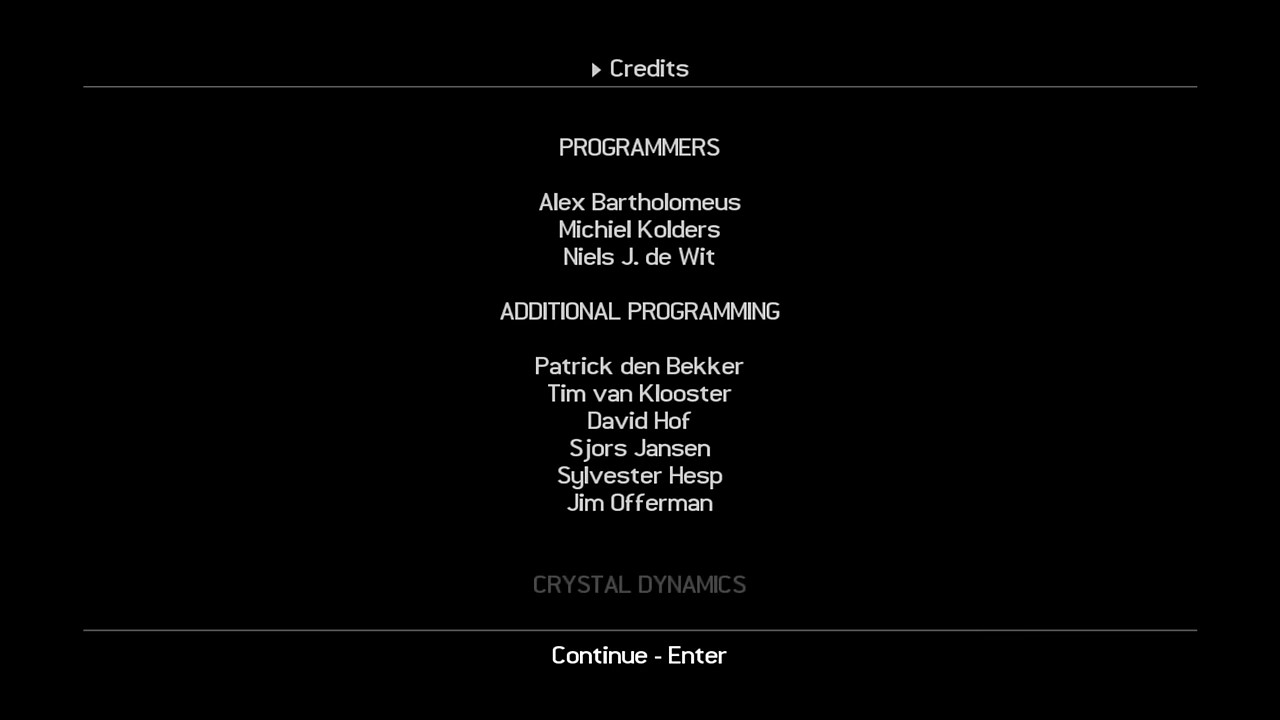 Credits
PROGRAMMERS
Alex Bartholomeus
Michiel Kolders
Niels J. de Wit
ADDITIONAL PROGRAMMING
Patrick den Bekker
Tim van Klooster
David Hof
Sjors Jansen
Sylvester Hesp
Jim Offerman
CRYSTAL DYNAMICS
Continue - Enter